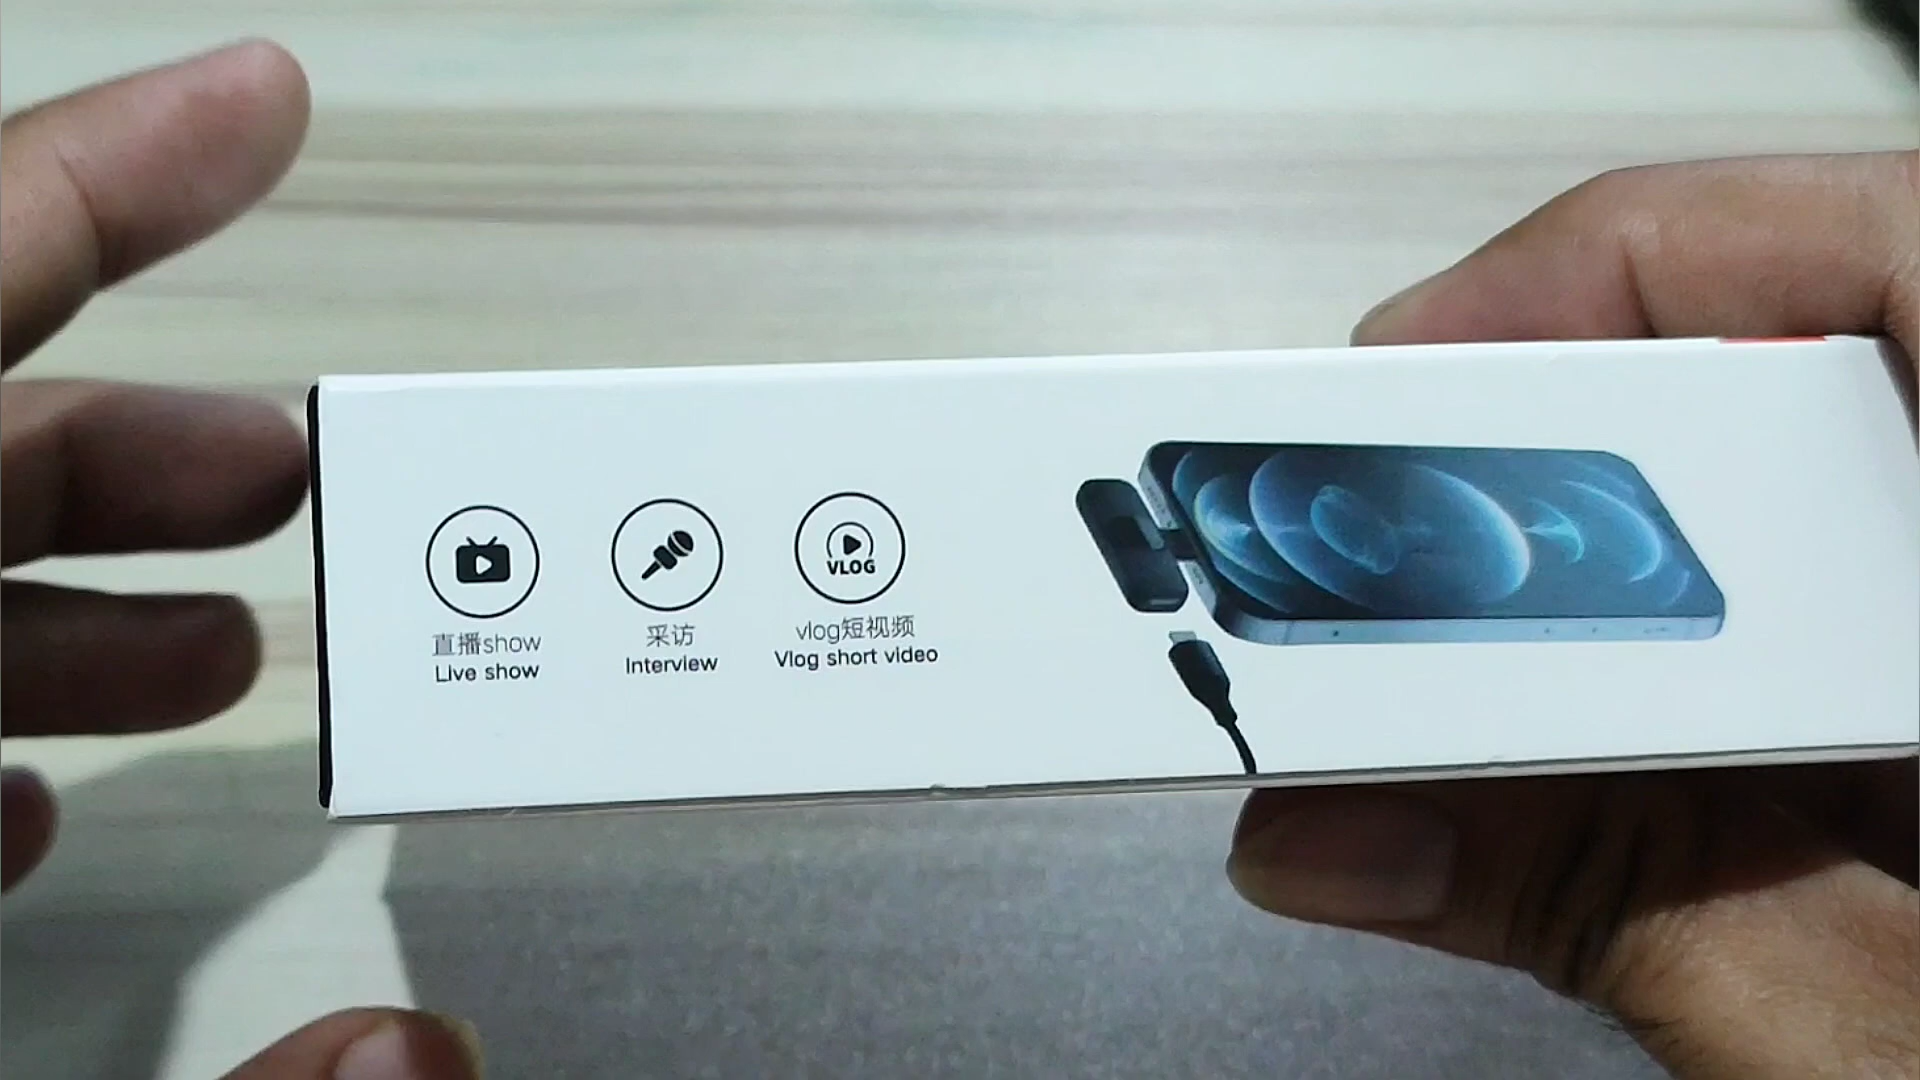 VLOG
直播show
Live show
采访
Interview
vlog短视频
Vlog short video